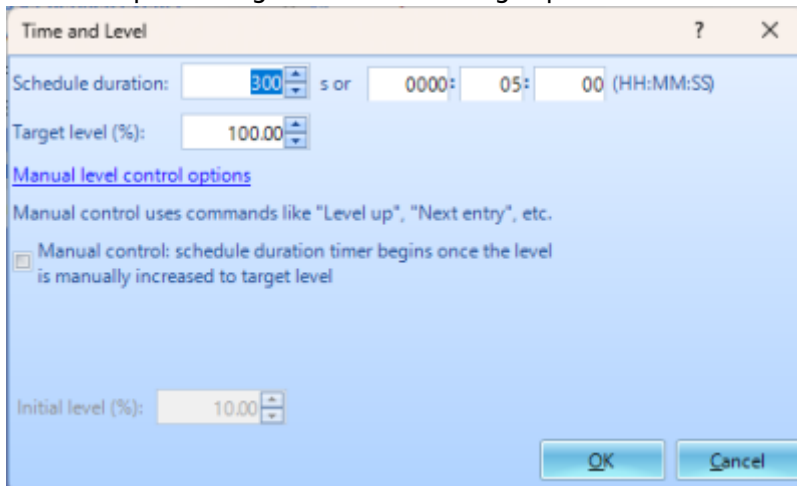 Time and Level ? ×
Schedule duration: 300 s or 0000: 05: 00 (HH:MM:SS)
Target level (%): 100.00
Manual level control options
Manual control uses commands like "Level up", "Next entry", etc.
Manual control: schedule duration timer begins once the level
is manually increased to target level
Initial level (%): 10.00
OK Cancel